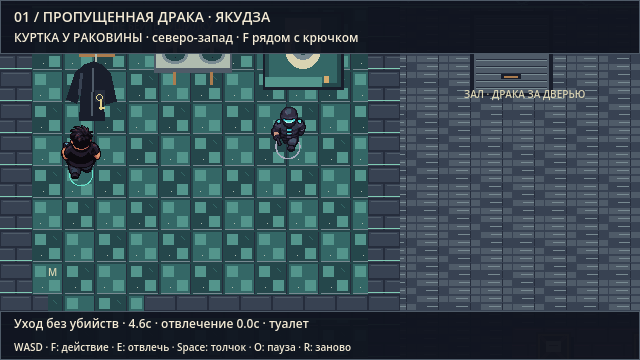 01 / ПРОПУЩЕННАЯ ДРАКА · ЯКУДЗА
КУРТКА У РАКОВИНЫ · северо-запад · F рядом с крючком
ЗАЛ · ДРАКА ЗА ДВЕРЬЮ
М
Уход без убийств · 4.6с · отвлечение 0.0с · туалет
WASD · F: действие · E: отвлечь · Space: толчок · O: пауза · R: заново